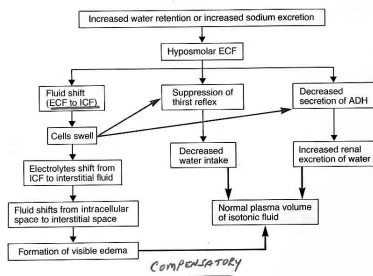 Increased water retention or increased sodium excretion
Hyposmolar ECF
Fluid shift
(ECF to ICF)
Suppression of
thirst reflex
Decreased
secretion of ADH
Cells swell
Decreased
water intake
Increased renal
excretion of water
Electrolytes shift from
ICF to interstitial fluid
Fluid shifts from intracellular
space to interstitial space
Normal plasma volume
of isotonic fluid
Formation of visible edema
COMPENSATORY